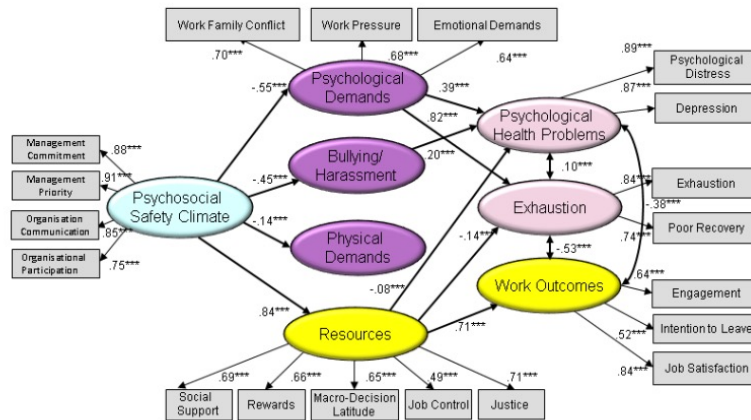 Work Family Conflict
Work Pressure
Emotional Demands
.70***
.68***
.64***
Psychological
Demands
.89***
Psychological
Distress
.87***
Depression
-.55***
.39***
.82***
Psychological
Health Problems
Management
Commitment
.88***
Management
Priority
.91***
Bullying/
Harassment
.20***
.10***
Psychosocial
Safety Climate
-.45***
.84***
Exhaustion
Exhaustion
-.38***
Organisation
Communication
.85***
-.14***
Physical
Demands
-.14***
.74***
Poor Recovery
Organisational
Participation
.75***
-.53***
-.08***
Work Outcomes
.64***
Engagement
.84***
Resources
.71***
.52***
Intention to Leave
.84***
Job Satisfaction
.69***
.66***
.65***
.49***
.71***
Social
Support
Rewards
Macro-Decision
Latitude
Job Control
Justice